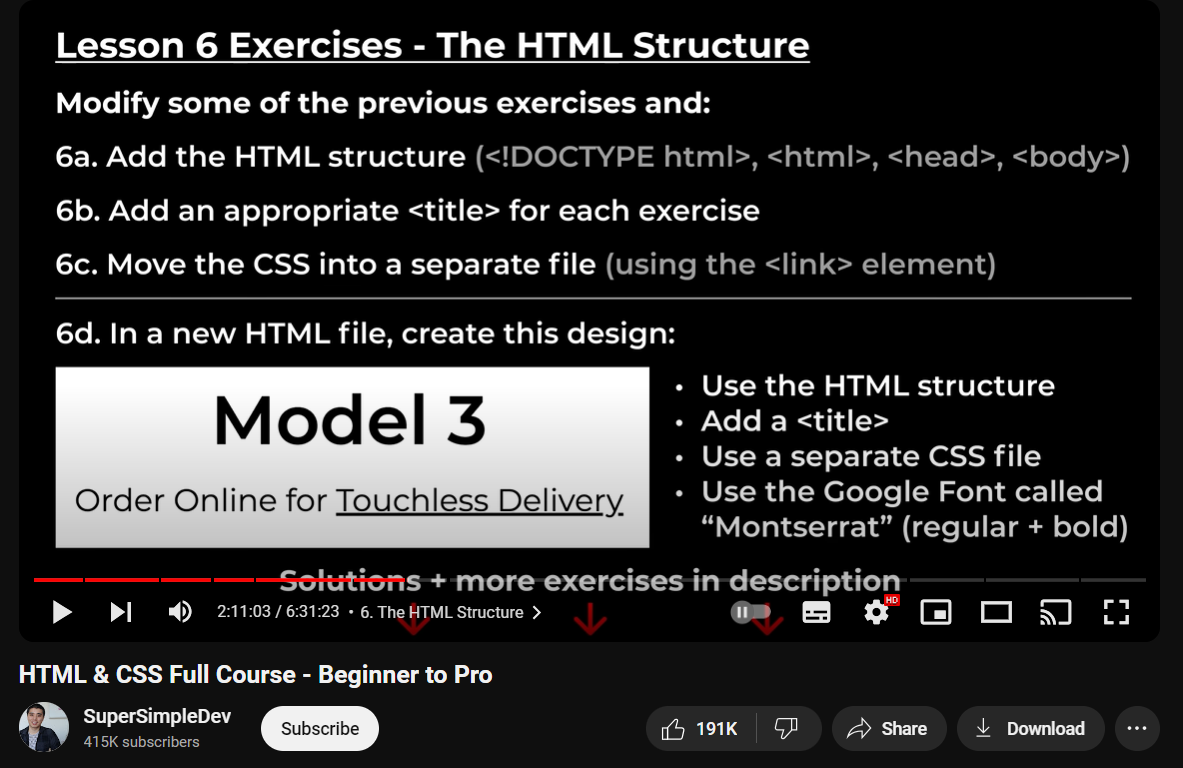 Lesson 6 Exercises - The HTML Structure
Modify some of the previous exercises and:
6a. Add the HTML structure (<!DOCTYPE html>, <html>, <head>, <body>)
6b. Add an appropriate <title> for each exercise
6c. Move the CSS into a separate file (using the <link> element)
6d. In a new HTML file, create this design:
Model 3
Order Online for Touchless Delivery
• Use the HTML structure
• Add a <title>
• Use a separate CSS file
• Use the Google Font called
“Montserrat” (regular + bold)
Solutions + more exercises in description
2:11:03 / 6:31:23 • 6. The HTML Structure
HD
HTML & CSS Full Course - Beginner to Pro
SuperSimpleDev
415K subscribers
Subscribe
191K
Share
Download